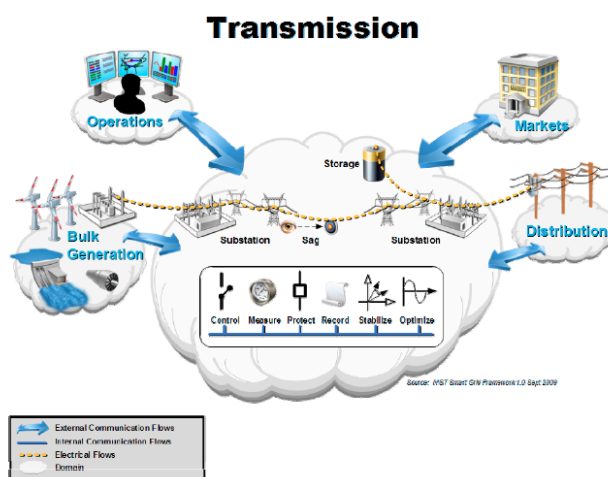 Transmission
Operations
Markets
Storage
Bulk
Generation
Substation
Sag
Substation
Distribution
Control
Measure
Protect
Record
Stabilize
Optimize
Source: NIST Smart Grid Framework 1.0 Sept 2009
External Communication Flows
Internal Communication Flows
Electrical Flows
Domain